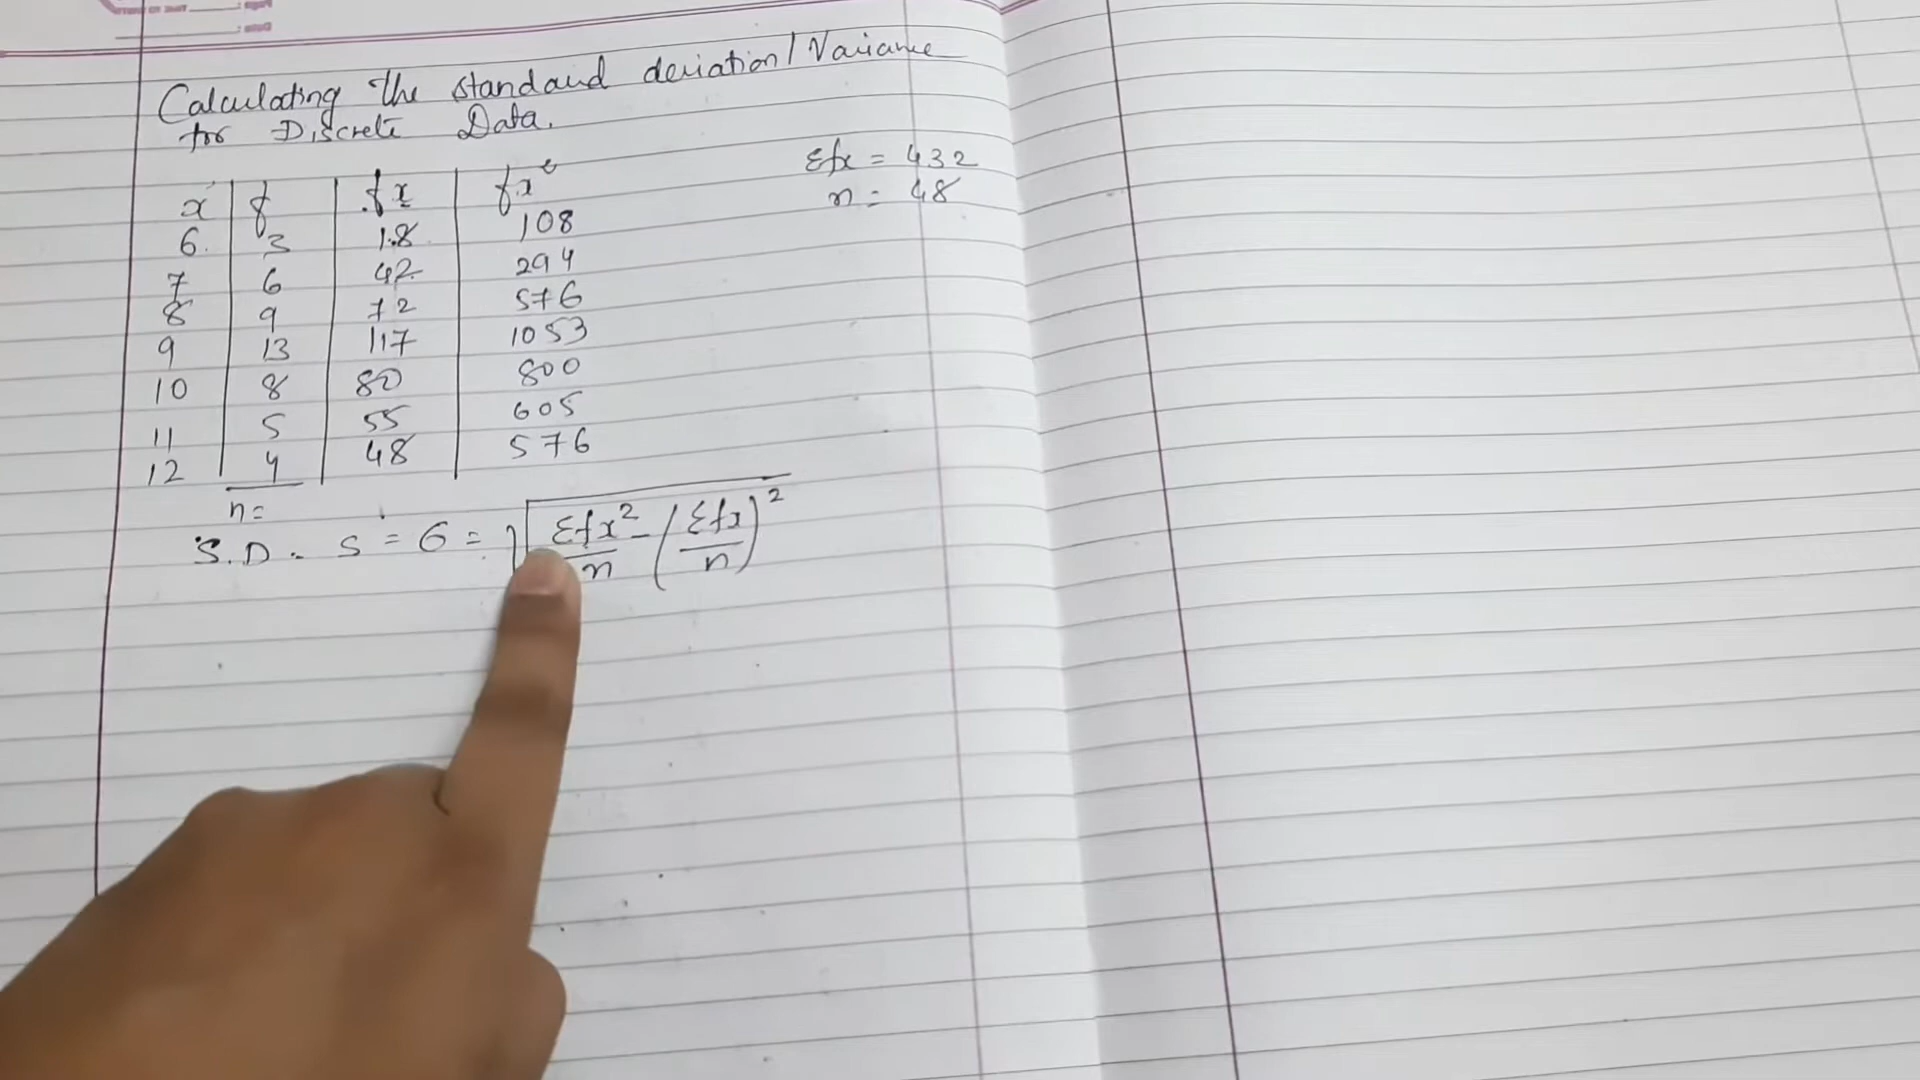 Calculating the standard deviation / Variance
for Discrete Data.
x f fx fx²
6. 3 18 108
7 6 42 294
8 9 72 576
9 13 117 1053
10 8 80 800
11 5 55 605
12 4 48 576
n=
Σfx = 432
n = 48
S.D. S = 6 = √Σfx²/n - (Σfx/n)²